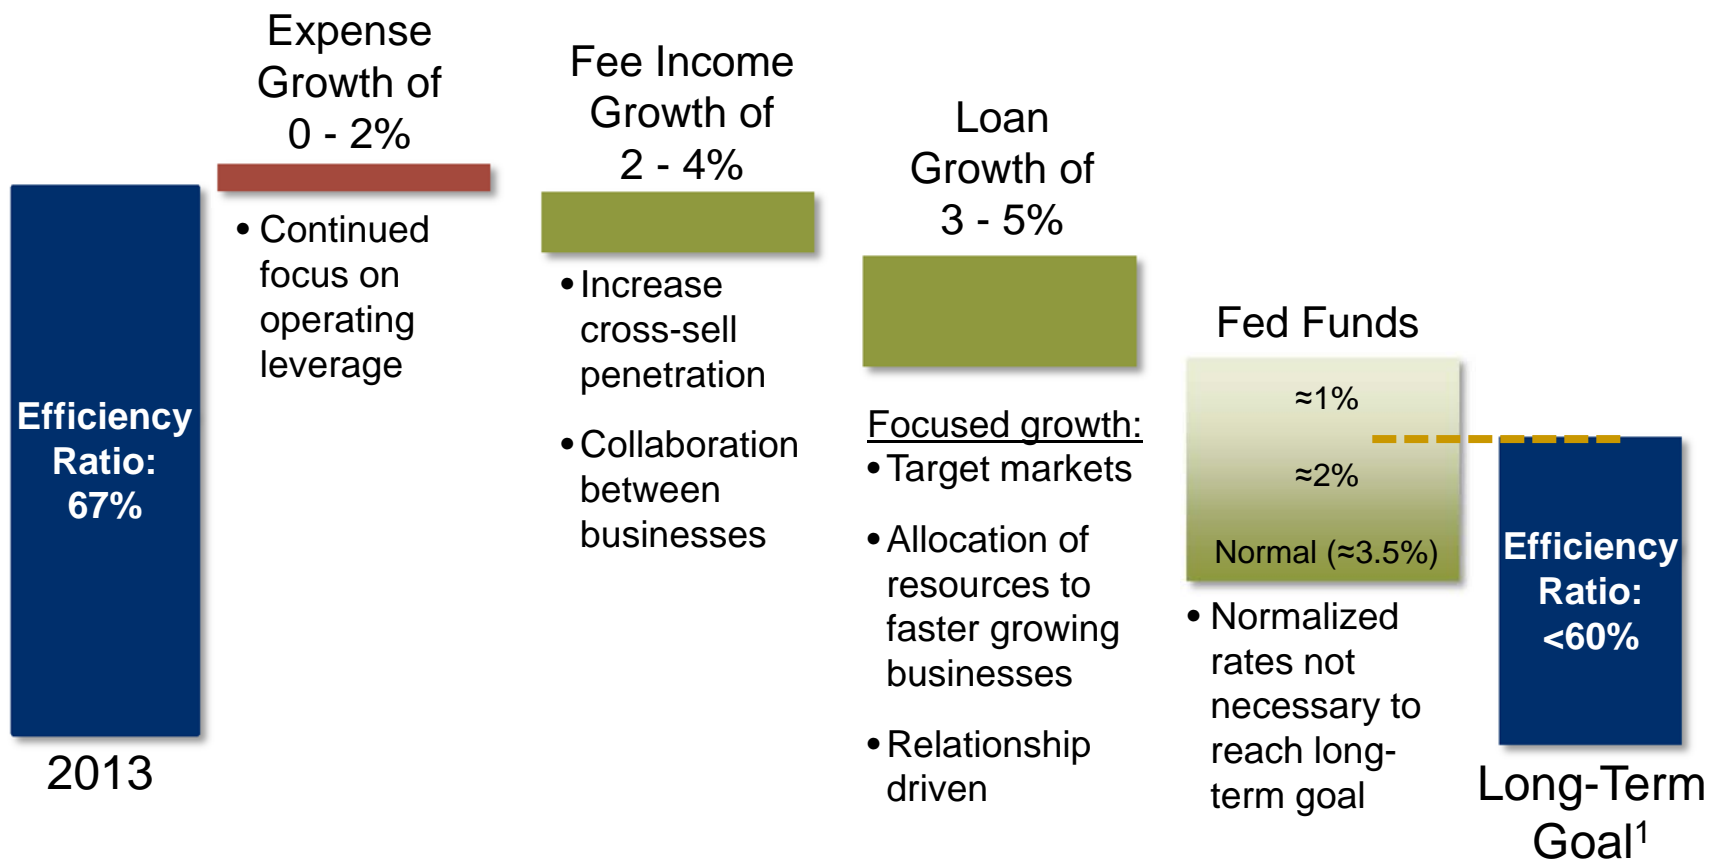 Expense
Growth of
0 - 2%
• Continued
focus on
operating
leverage
Fee Income
Growth of
2 - 4%
• Increase
cross-sell
penetration
• Collaboration
between
businesses
Loan
Growth of
3 - 5%
Focused growth:
• Target markets
• Allocation of
resources to
faster growing
businesses
• Relationship
driven
Fed Funds
≈1%
≈2%
Normal (≈3.5%)
• Normalized
rates not
necessary to
reach long-
term goal
Efficiency
Ratio:
67%
2013
Efficiency
Ratio:
<60%
Long-Term
Goal¹